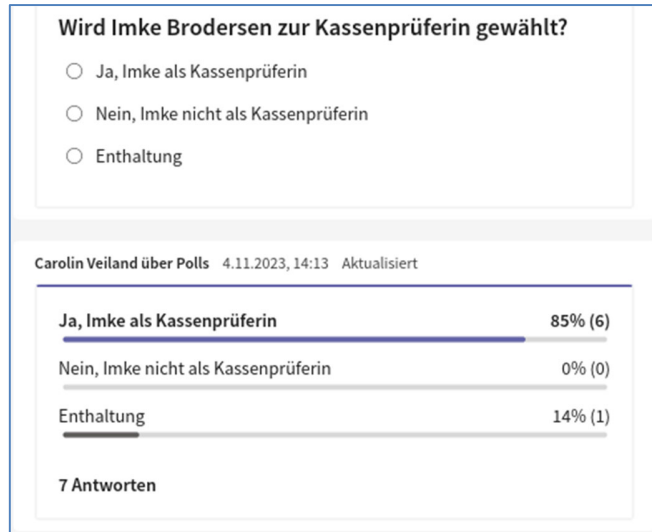 Wird Imke Brodersen zur Kassenprüferin gewählt?
Ja, Imke als Kassenprüferin
Nein, Imke nicht als Kassenprüferin
Enthaltung
Carolin Veiland über Polls 4.11.2023, 14:13 Aktualisiert
Ja, Imke als Kassenprüferin 85% (6)
Nein, Imke nicht als Kassenprüferin 0% (0)
Enthaltung 14% (1)
7 Antworten